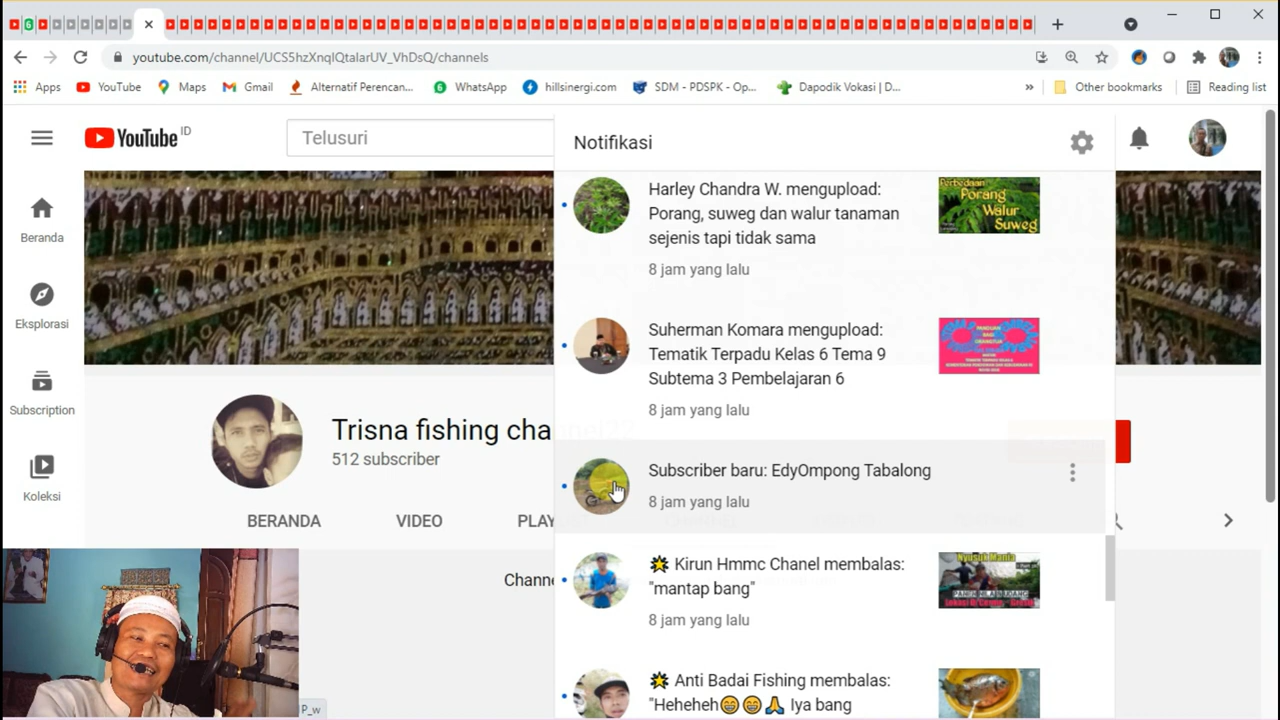 youtube.com/channel/UCS5hzXnqlQtalarUV_VhDsQ/channels
Apps YouTube Maps Gmail Alternatif Perencan... WhatsApp hillsinergi.com SDM - PDSPK - Op... Dapodik Vokasi | D... » Other bookmarks Reading list
YouTube ID
Telusuri
Notifikasi
Beranda
Eksplorasi
Subscription
Koleksi
Harley Chandra W. mengupload:
Porang, suweg dan walur tanaman
sejenis tapi tidak sama
8 jam yang lalu
Perbedaan
Porang
Walur
Suweg
Suherman Komara mengupload:
Tematik Terpadu Kelas 6 Tema 9
Subtema 3 Pembelajaran 6
8 jam yang lalu
Trisna fishing cha
512 subscriber
BERANDA VIDEO PLAY
Channe
Subscriber baru: EdyOmpong Tabalong
8 jam yang lalu
🌟 Kirun Hmmc Chanel membalas:
"mantap bang"
8 jam yang lalu
Nyusuk Mania
🌟 Anti Badai Fishing membalas:
"Heheheh😁😁🙏 Iya bang
P_w